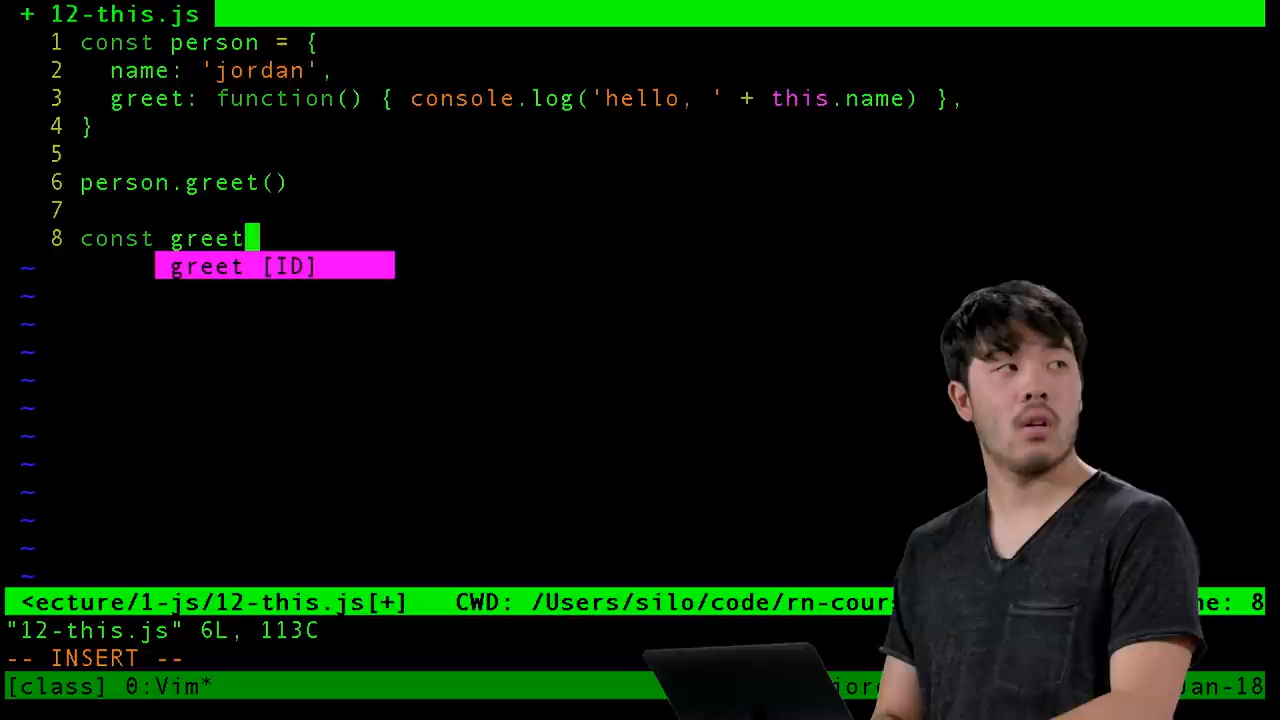 + 12-this.js
1 const person = {
2   name: 'jordan',
3   greet: function() { console.log('hello, ' + this.name) },
4 }
5
6 person.greet()
7
8 const greet
greet [ID]
~
~
~
~
~
~
~
~
~
~
~
~
<ecture/1-js/12-this.js[+]   CWD: /Users/silo/code/rn-cour 8
"12-this.js" 6L, 113C
-- INSERT --
[class] 0:Vim* -18